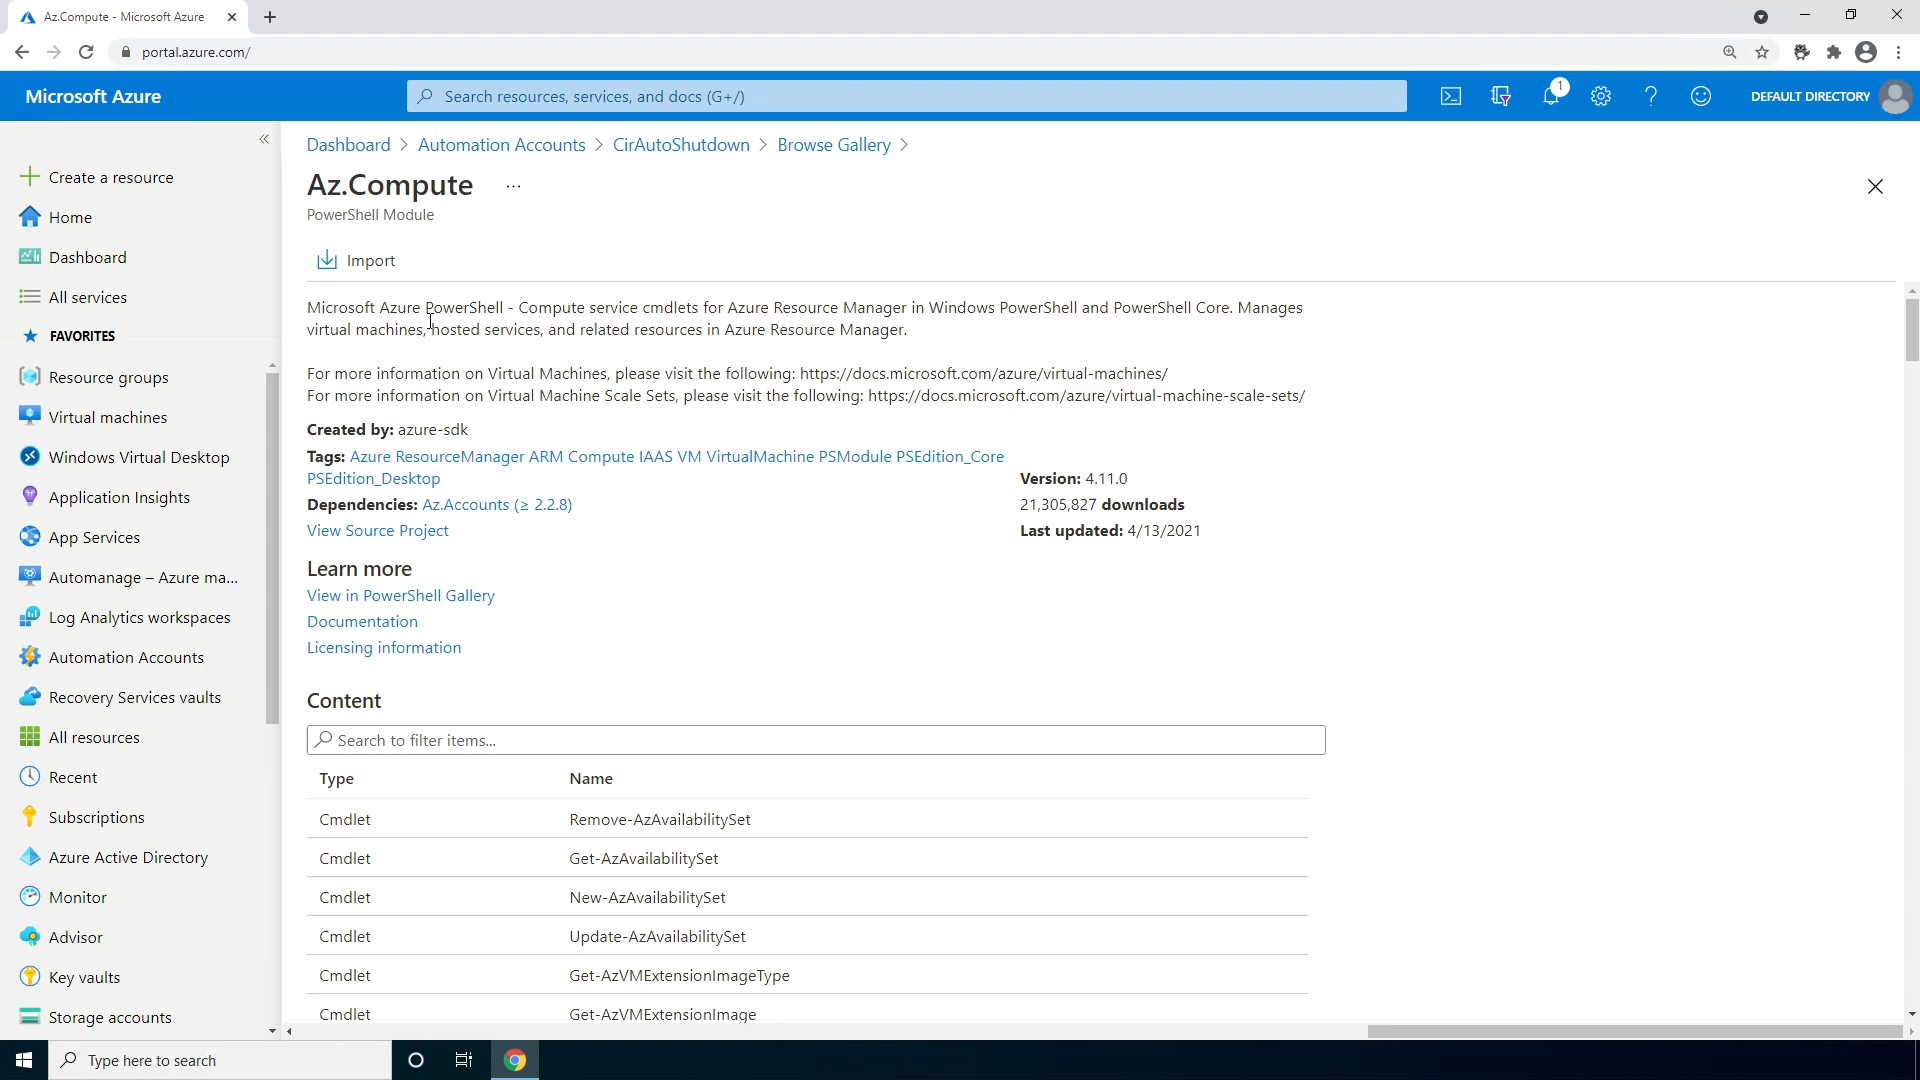 Az.Compute - Microsoft Azure
portal.azure.com/
Microsoft Azure
Search resources, services, and docs (G+/)
1
DEFAULT DIRECTORY
Create a resource
Home
Dashboard
All services
FAVORITES
Resource groups
Virtual machines
Windows Virtual Desktop
Application Insights
App Services
Automanage – Azure ma...
Log Analytics workspaces
Automation Accounts
Recovery Services vaults
All resources
Recent
Subscriptions
Azure Active Directory
Monitor
Advisor
Key vaults
Storage accounts
Dashboard > Automation Accounts > CirAutoShutdown > Browse Gallery >
Az.Compute ...
PowerShell Module
Import
Microsoft Azure PowerShell - Compute service cmdlets for Azure Resource Manager in Windows PowerShell and PowerShell Core. Manages
virtual machines, hosted services, and related resources in Azure Resource Manager.
For more information on Virtual Machines, please visit the following: https://docs.microsoft.com/azure/virtual-machines/
For more information on Virtual Machine Scale Sets, please visit the following: https://docs.microsoft.com/azure/virtual-machine-scale-sets/
Created by: azure-sdk
Tags: Azure ResourceManager ARM Compute IAAS VM VirtualMachine PSModule PSEdition_Core
PSEdition_Desktop
Dependencies: Az.Accounts (≥ 2.2.8)
View Source Project
Version: 4.11.0
21,305,827 downloads
Last updated: 4/13/2021
Learn more
View in PowerShell Gallery
Documentation
Licensing information
Content
Search to filter items...
Type Name
Cmdlet Remove-AzAvailabilitySet
Cmdlet Get-AzAvailabilitySet
Cmdlet New-AzAvailabilitySet
Cmdlet Update-AzAvailabilitySet
Cmdlet Get-AzVMExtensionImageType
Cmdlet Get-AzVMExtensionImage
Type here to search